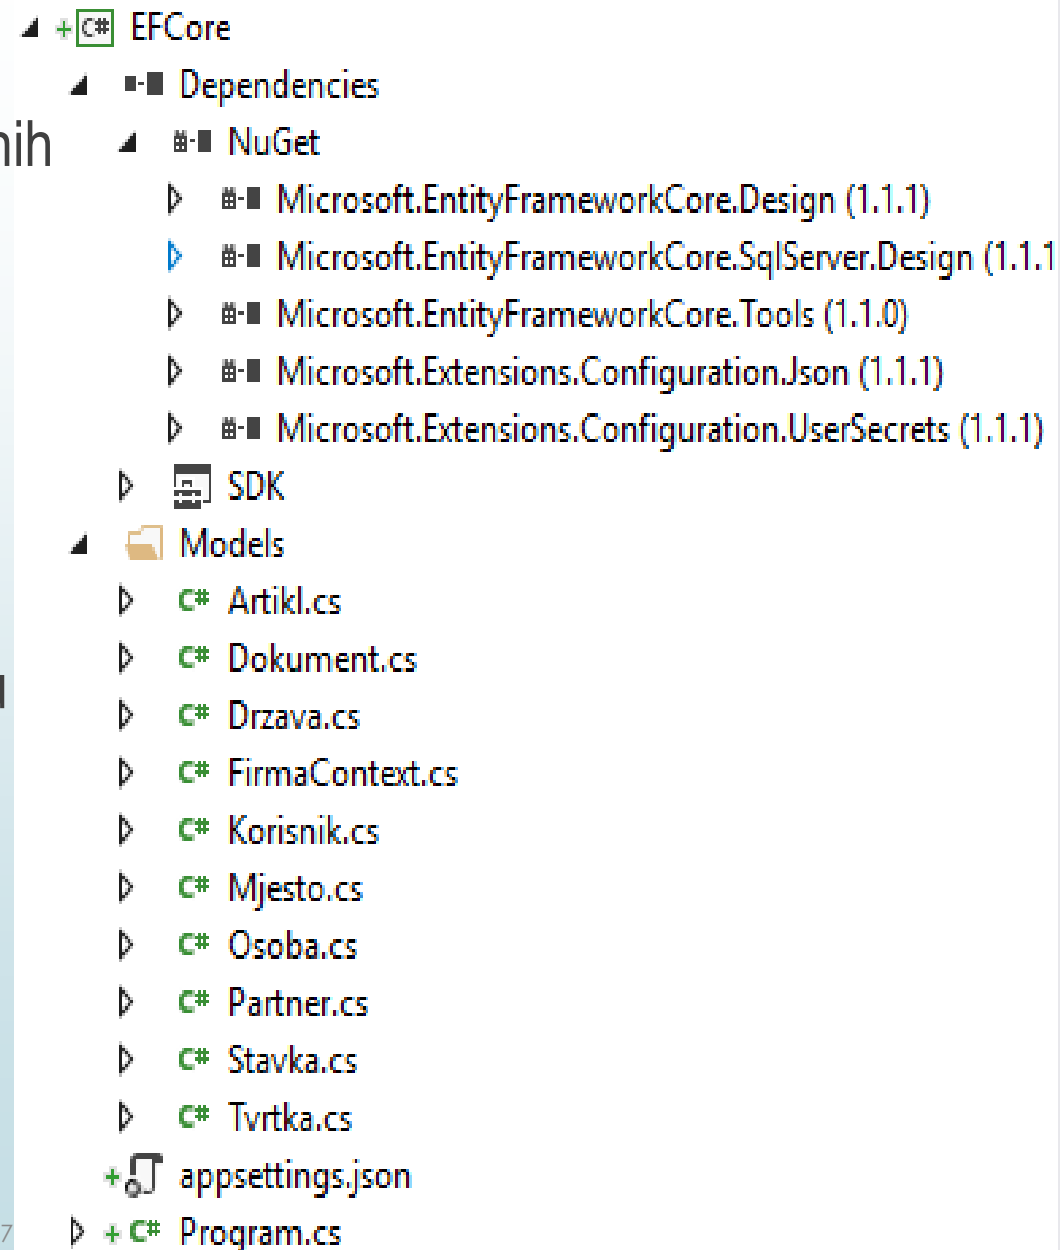 EFCore
Dependencies
nih
NuGet
Microsoft.EntityFrameworkCore.Design (1.1.1)
Microsoft.EntityFrameworkCore.SqlServer.Design (1.1.1
Microsoft.EntityFrameworkCore.Tools (1.1.0)
Microsoft.Extensions.Configuration.Json (1.1.1)
Microsoft.Extensions.Configuration.UserSecrets (1.1.1)
SDK
Models
C# Artikl.cs
C# Dokument.cs
C# Drzava.cs
C# FirmaContext.cs
C# Korisnik.cs
C# Mjesto.cs
C# Osoba.cs
C# Partner.cs
C# Stavka.cs
C# Tvrtka.cs
appsettings.json
7
C# Program.cs